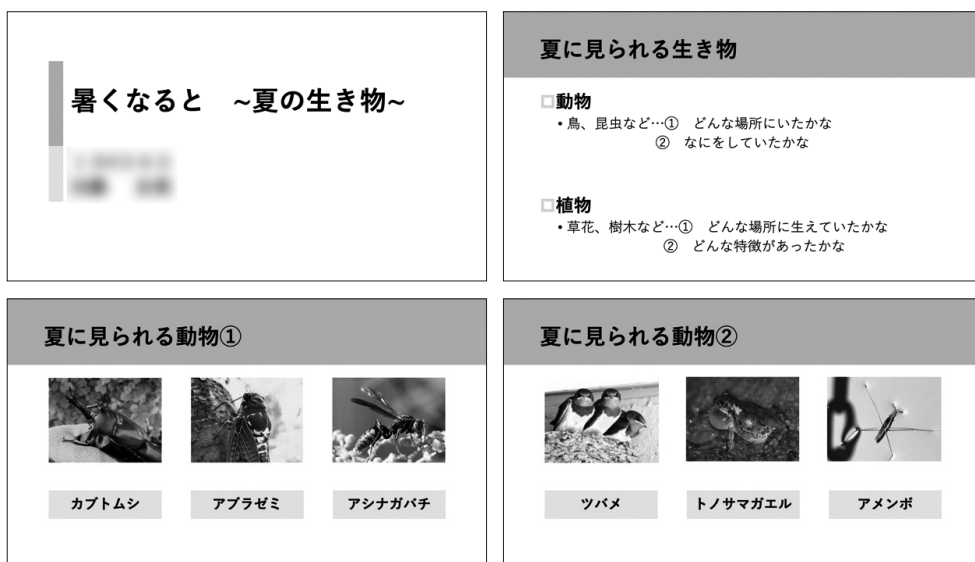 暑くなると　~夏の生き物~
夏に見られる生き物
□動物
• 鳥、昆虫など…①　どんな場所にいたかな
②　なにをしていたかな
□植物
• 草花、樹木など…①　どんな場所に生えていたかな
②　どんな特徴があったかな
夏に見られる動物①
カブトムシ
アブラゼミ
アシナガバチ
夏に見られる動物②
ツバメ
トノサマガエル
アメンボ